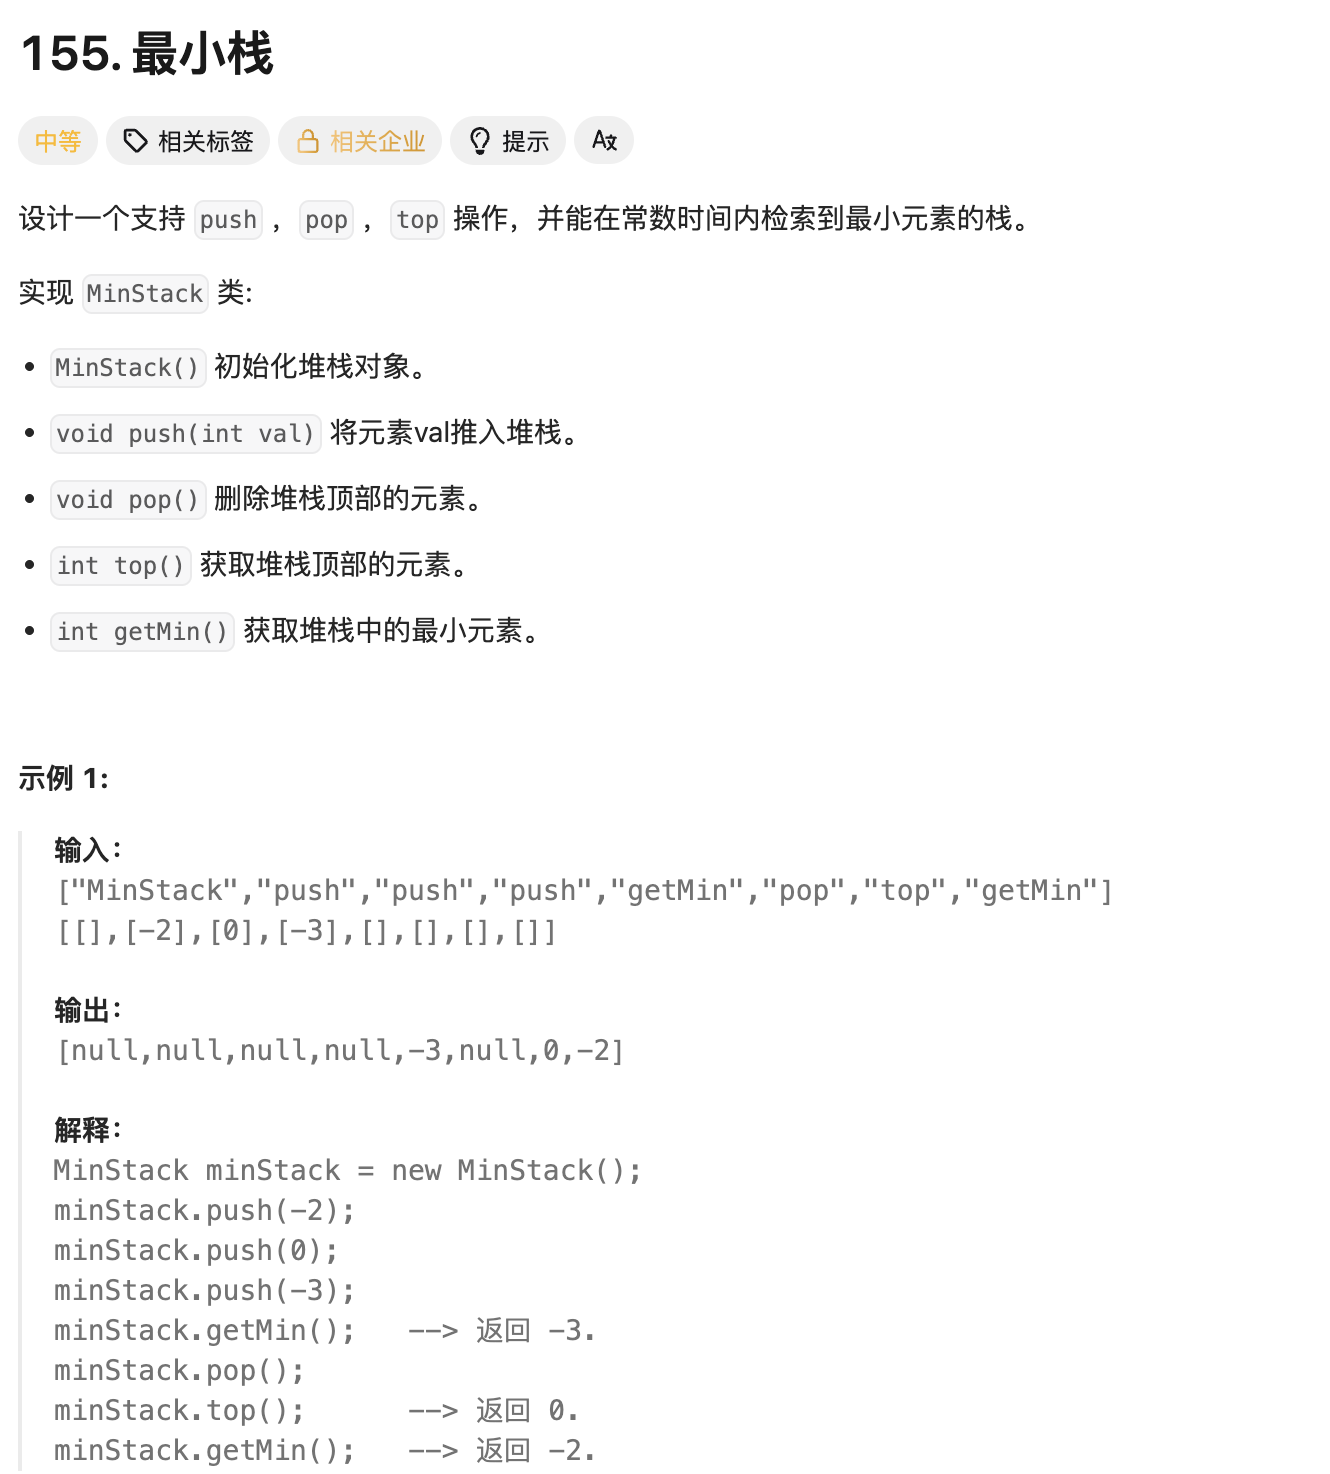 155. 最小栈
中等 相关标签 相关企业 提示 A文
设计一个支持 push ，pop ，top 操作，并能在常数时间内检索到最小元素的栈。
实现 MinStack 类:
• MinStack() 初始化堆栈对象。
• void push(int val) 将元素val推入堆栈。
• void pop() 删除堆栈顶部的元素。
• int top() 获取堆栈顶部的元素。
• int getMin() 获取堆栈中的最小元素。
示例 1:
输入：
["MinStack","push","push","push","getMin","pop","top","getMin"]
[[],[-2],[0],[-3],[],[],[],[]]
输出：
[null,null,null,null,-3,null,0,-2]
解释：
MinStack minStack = new MinStack();
minStack.push(-2);
minStack.push(0);
minStack.push(-3);
minStack.getMin();   --> 返回 -3.
minStack.pop();
minStack.top();      --> 返回 0.
minStack.getMin();   --> 返回 -2.